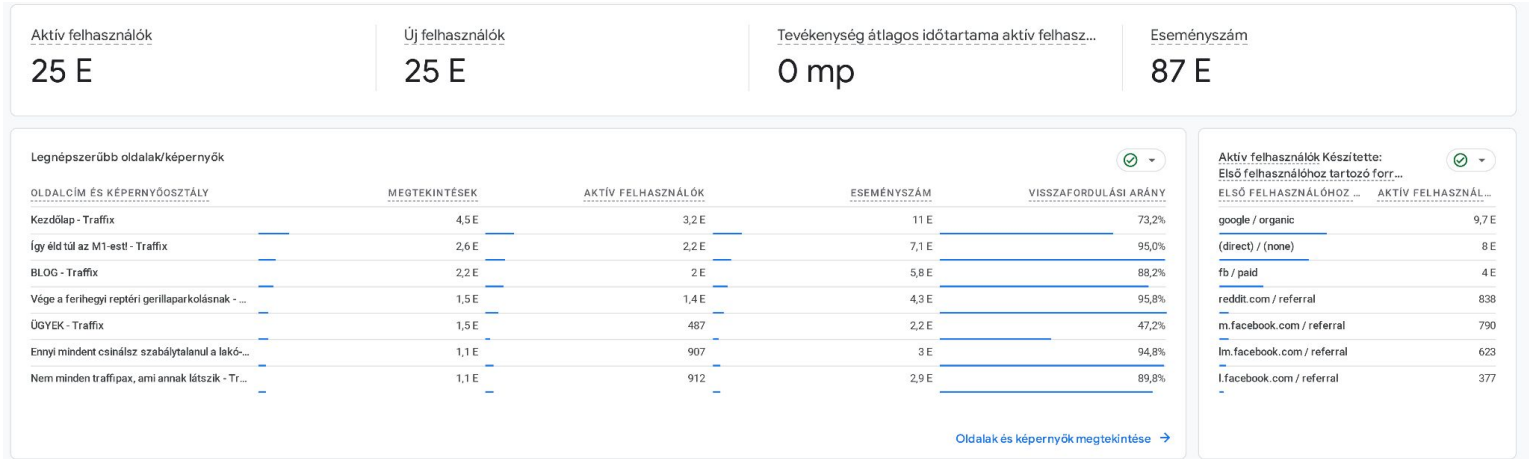 Aktív felhasználók
25 E
Új felhasználók
25 E
Tevékenység átlagos időtartama aktív felhasz...
0 mp
Eseményszám
87 E
Legnépszerűbb oldalak/képernyők
OLDALCÍM ÉS KÉPERNYŐOSZTÁLY MEGTEKINTÉSEK AKTÍV FELHASZNÁLÓK ESEMÉNYSZÁM VISSZAFORDULÁSI ARÁNY
Kezdőlap - Traffix 4,5 E 3,2 E 11 E 73,2%
Így éld túl az M1-est! - Traffix 2,6 E 2,2 E 7,1 E 95,0%
BLOG - Traffix 2,2 E 2 E 5,8 E 88,2%
Vége a ferihegyi reptéri gerillaparkolásnak - ... 1,5 E 1,4 E 4,3 E 95,8%
ÜGYEK - Traffix 1,5 E 487 2,2 E 47,2%
Ennyi mindent csinálsz szabálytalanul a lakó-... 1,1 E 907 3 E 94,8%
Nem minden traffipax, ami annak látszik - Tr... 1,1 E 912 2,9 E 89,8%
Oldalak és képernyők megtekintése
Aktív felhasználók Készítette:
Első felhasználóhoz tartozó forr...
ELSŐ FELHASZNÁLÓHOZ ... AKTÍV FELHASZNÁL...
google / organic 9,7 E
(direct) / (none) 8 E
fb / paid 4 E
reddit.com / referral 838
m.facebook.com / referral 790
lm.facebook.com / referral 623
l.facebook.com / referral 377